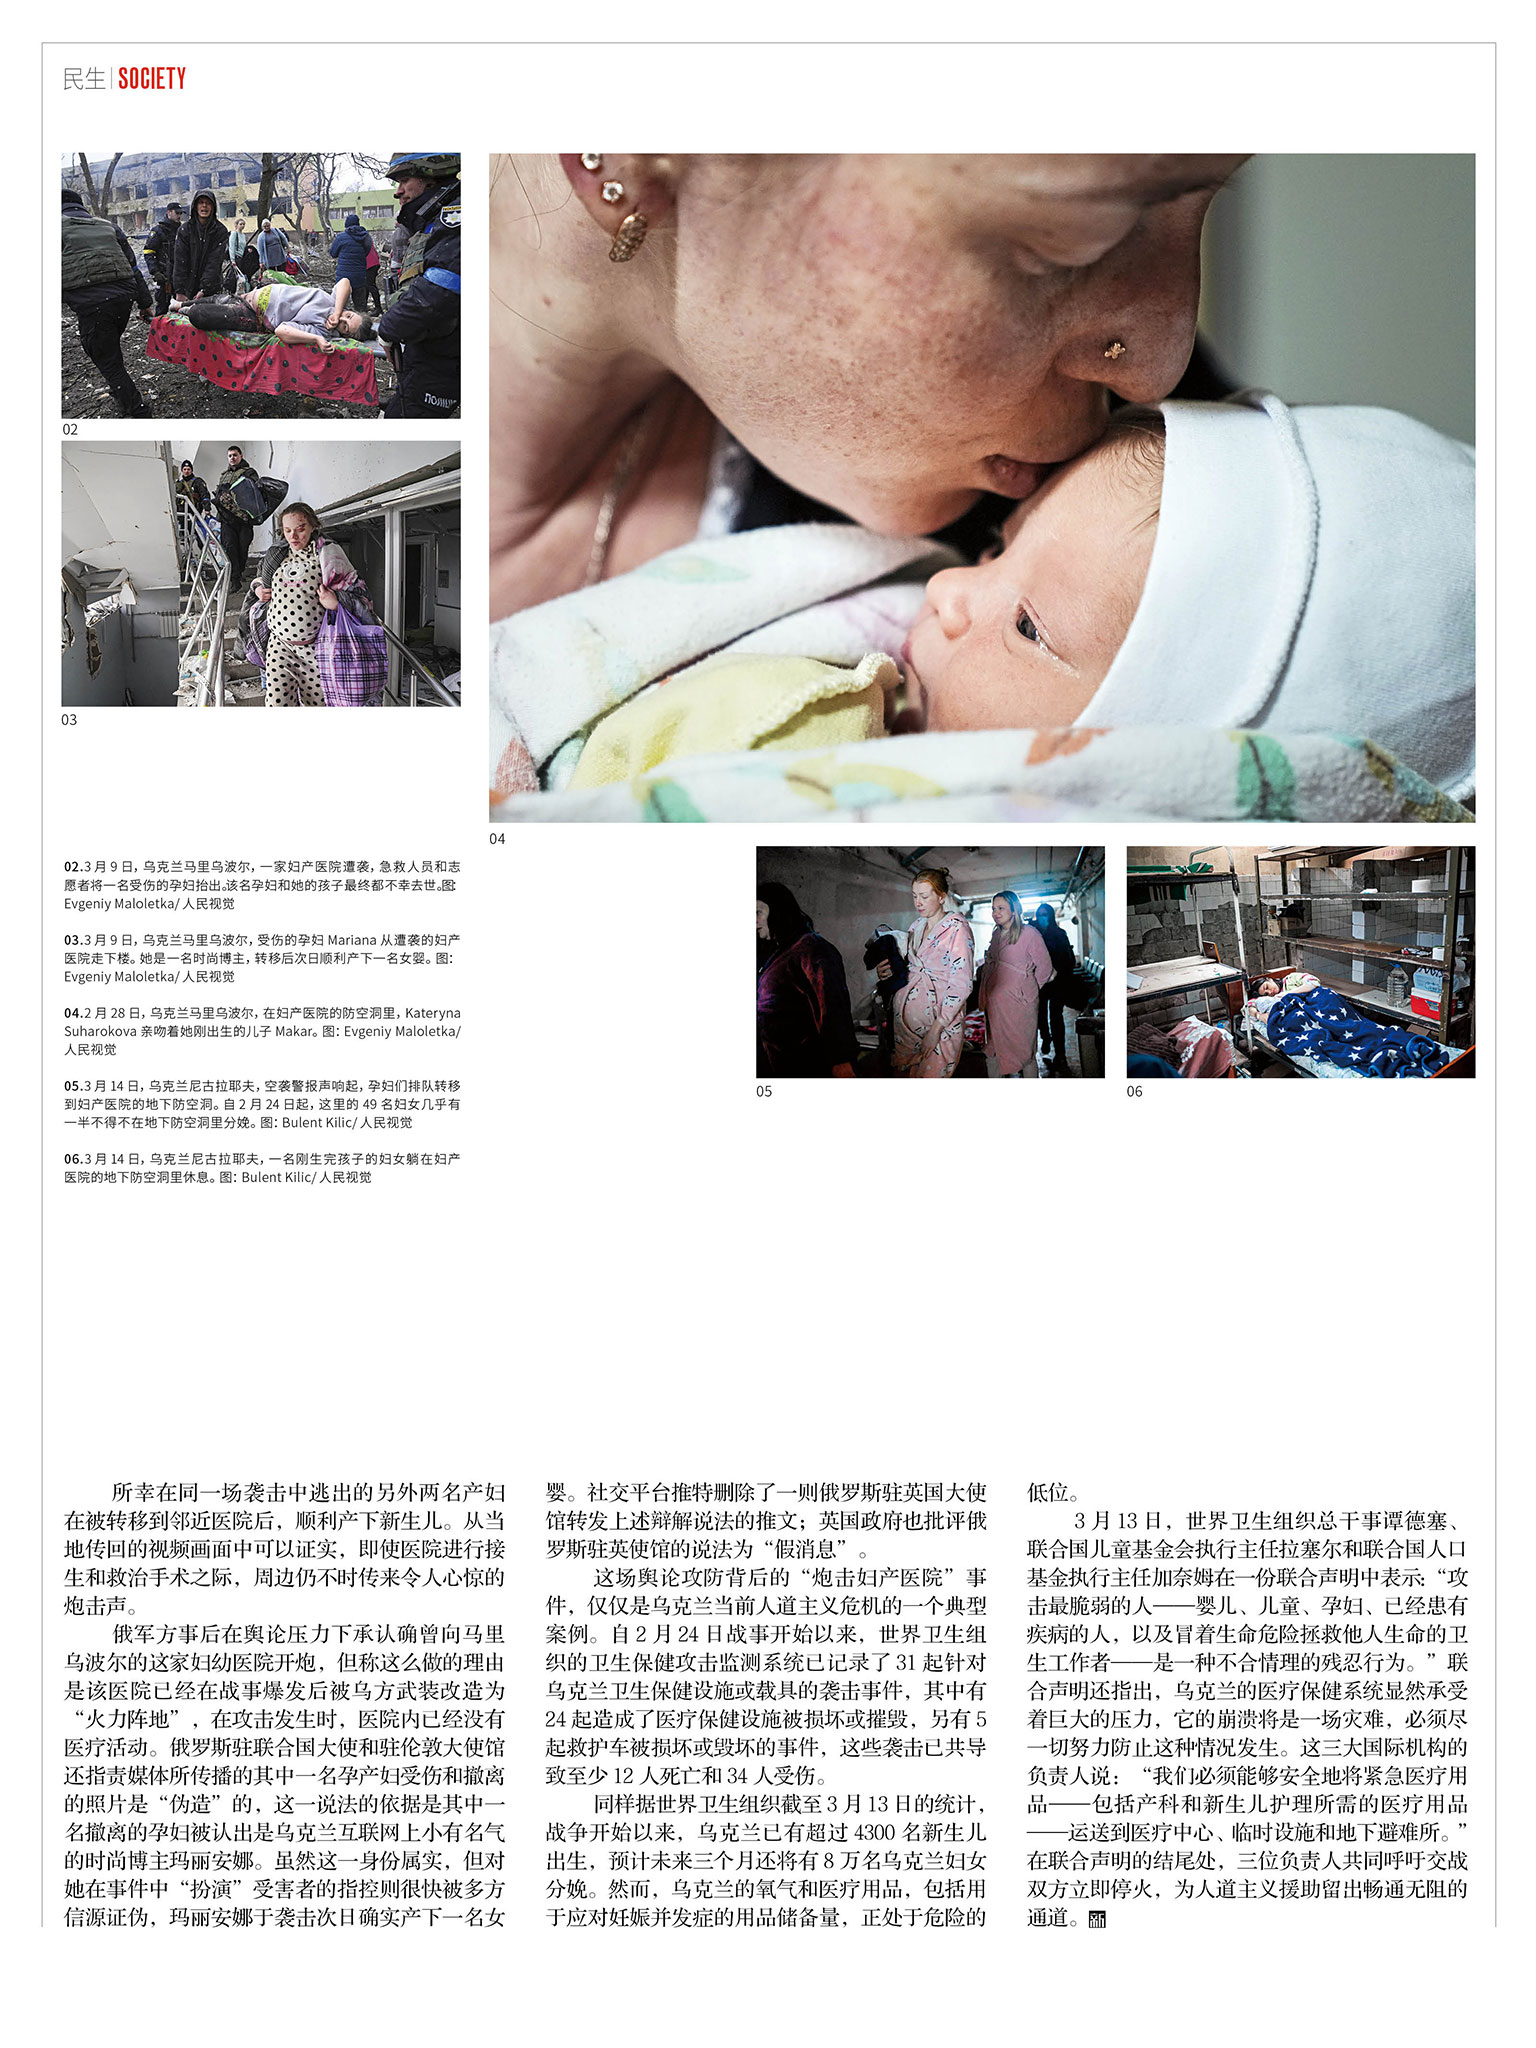 民生 | SOCIETY
ПОЛІЦІЯ
02
03
04
05
06
02.3 月 9 日，乌克兰马里乌波尔，一家妇产医院遭袭，急救人员和志
愿者将一名受伤的孕妇抬出。该名孕妇和她的孩子最终都不幸去世。图:
Evgeniy Maloletka/ 人民视觉
03.3 月 9 日，乌克兰马里乌波尔，受伤的孕妇 Mariana 从遭袭的妇产
医院走下楼。她是一名时尚博主，转移后次日顺利产下一名女婴。图：
Evgeniy Maloletka/ 人民视觉
04.2 月 28 日，乌克兰马里乌波尔，在妇产医院的防空洞里，Kateryna
Suharokova 亲吻着她刚出生的儿子 Makar。图：Evgeniy Maloletka/
人民视觉
05.3 月 14 日，乌克兰尼古拉耶夫，空袭警报声响起，孕妇们排队转移
到妇产医院的地下防空洞。自 2 月 24 日起，这里的 49 名妇女几乎有
一半不得不在地下防空洞里分娩。图：Bulent Kilic/ 人民视觉
06.3 月 14 日，乌克兰尼古拉耶夫，一名刚生完孩子的妇女躺在妇产
医院的地下防空洞里休息。图：Bulent Kilic/ 人民视觉
所幸在同一场袭击中逃出的另外两名产妇
在被转移到邻近医院后，顺利产下新生儿。从当
地传回的视频画面中可以证实，即使医院进行接
生和救治手术之际，周边仍不时传来令人心惊的
炮击声。
俄军方事后在舆论压力下承认确曾向马里
乌波尔的这家妇幼医院开炮，但称这么做的理由
是该医院已经在战事爆发后被乌方武装改造为
“火力阵地”，在攻击发生时，医院内已经没有
医疗活动。俄罗斯驻联合国大使和驻伦敦大使馆
还指责媒体所传播的其中一名孕产妇受伤和撤离
的照片是“伪造”的，这一说法的依据是其中一
名撤离的孕妇被认出是乌克兰互联网上小有名气
的时尚博主玛丽安娜。虽然这一身份属实，但对
她在事件中“扮演”受害者的指控则很快被多方
信源证伪，玛丽安娜于袭击次日确实产下一名女
婴。社交平台推特删除了一则俄罗斯驻英国大使
馆转发上述辩解说法的推文；英国政府也批评俄
罗斯驻英使馆的说法为“假消息”。
这场舆论攻防背后的“炮击妇产医院”事
件，仅仅是乌克兰当前人道主义危机的一个典型
案例。自 2 月 24 日战事开始以来，世界卫生组
织的卫生保健攻击监测系统已记录了 31 起针对
乌克兰卫生保健设施或载具的袭击事件，其中有
24 起造成了医疗保健设施被损坏或摧毁，另有 5
起救护车被损坏或毁坏的事件，这些袭击已共导
致至少 12 人死亡和 34 人受伤。
同样据世界卫生组织截至 3 月 13 日的统计，
战争开始以来，乌克兰已有超过 4300 名新生儿
出生，预计未来三个月还将有 8 万名乌克兰妇女
分娩。然而，乌克兰的氧气和医疗用品，包括用
于应对妊娠并发症的用品储备量，正处于危险的
低位。
3 月 13 日，世界卫生组织总干事谭德塞、
联合国儿童基金会执行主任拉塞尔和联合国人口
基金执行主任加奈姆在一份联合声明中表示：“攻
击最脆弱的人——婴儿、儿童、孕妇、已经患有
疾病的人，以及冒着生命危险拯救他人生命的卫
生工作者——是一种不合情理的残忍行为。”联
合声明还指出，乌克兰的医疗保健系统显然承受
着巨大的压力，它的崩溃将是一场灾难，必须尽
一切努力防止这种情况发生。这三大国际机构的
负责人说：“我们必须能够安全地将紧急医疗用
品——包括产科和新生儿护理所需的医疗用品
——运送到医疗中心、临时设施和地下避难所。”
在联合声明的结尾处，三位负责人共同呼吁交战
双方立即停火，为人道主义援助留出畅通无阻的
通道。